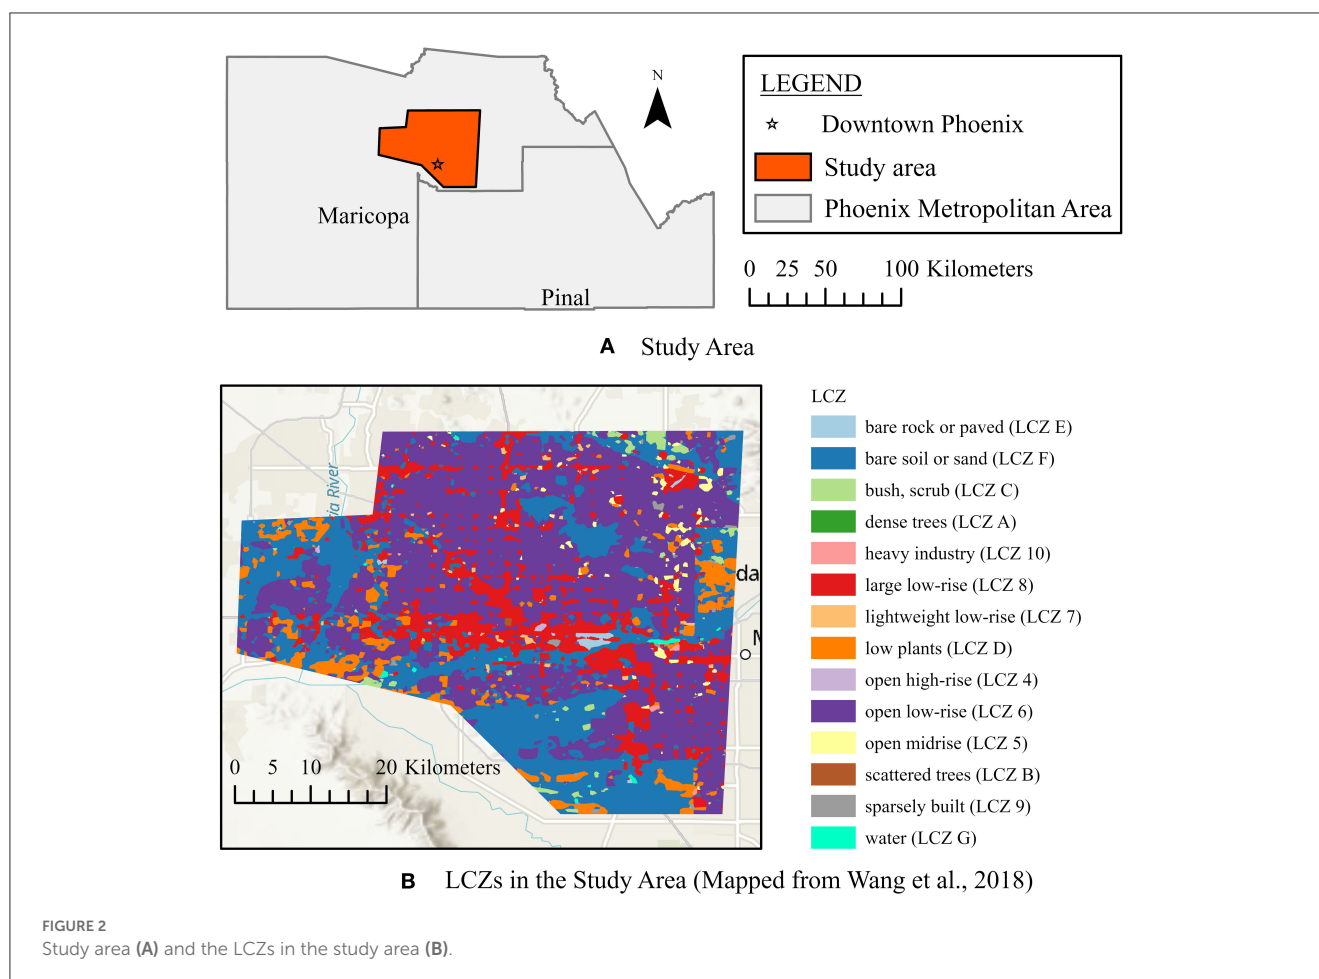 N
LEGEND
Downtown Phoenix
Study area
Phoenix Metropolitan Area
Maricopa
Pinal
0 25 50 100 Kilometers
A Study Area
LCZ
bare rock or paved (LCZ E)
bare soil or sand (LCZ F)
bush, scrub (LCZ C)
dense trees (LCZ A)
heavy industry (LCZ 10)
large low-rise (LCZ 8)
lightweight low-rise (LCZ 7)
low plants (LCZ D)
open high-rise (LCZ 4)
open low-rise (LCZ 6)
open midrise (LCZ 5)
scattered trees (LCZ B)
sparsely built (LCZ 9)
water (LCZ G)
ia River
da
M
0 5 10 20 Kilometers
B LCZs in the Study Area (Mapped from Wang et al., 2018)
FIGURE 2
Study area (A) and the LCZs in the study area (B).